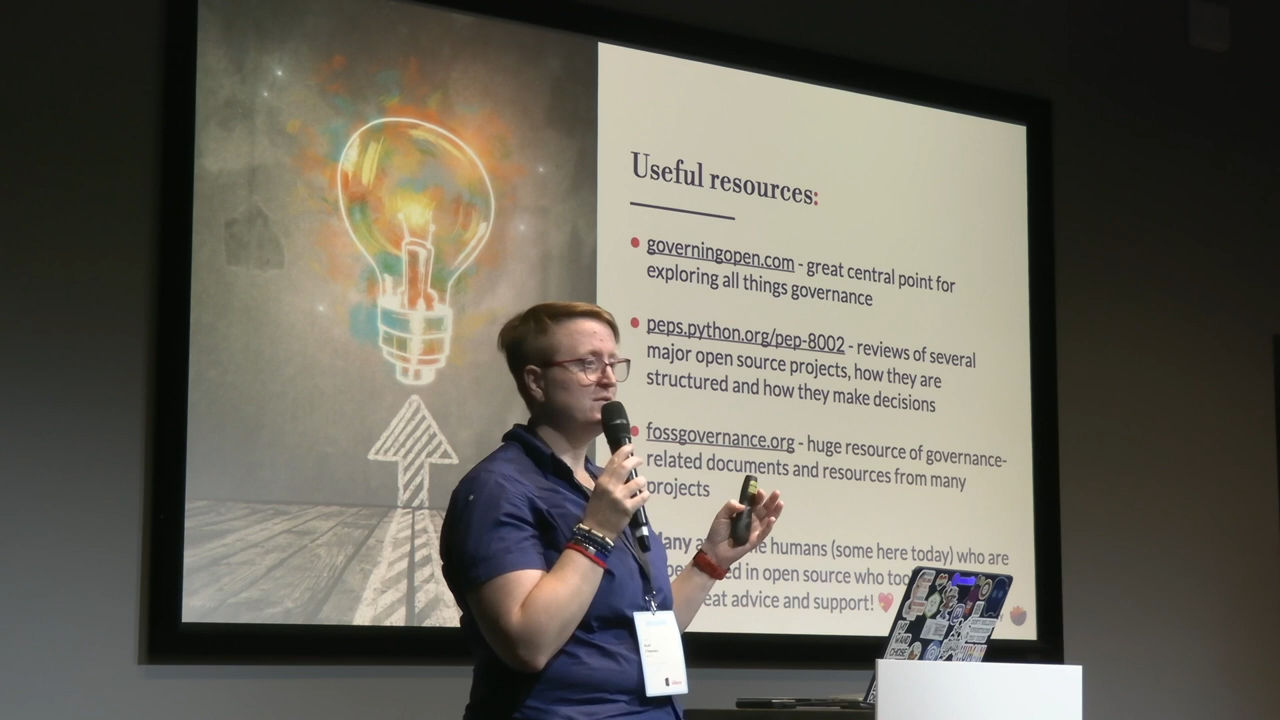 Useful resources:
governingopen.com - great central point for
exploring all things governance
peps.python.org/pep-8002 - reviews of several
major open source projects, how they are
structured and how they make decisions
fossgovernance.org - huge resource of governance-
related documents and resources from many
projects
humans (some here today) who are
in open source who
advice and support!